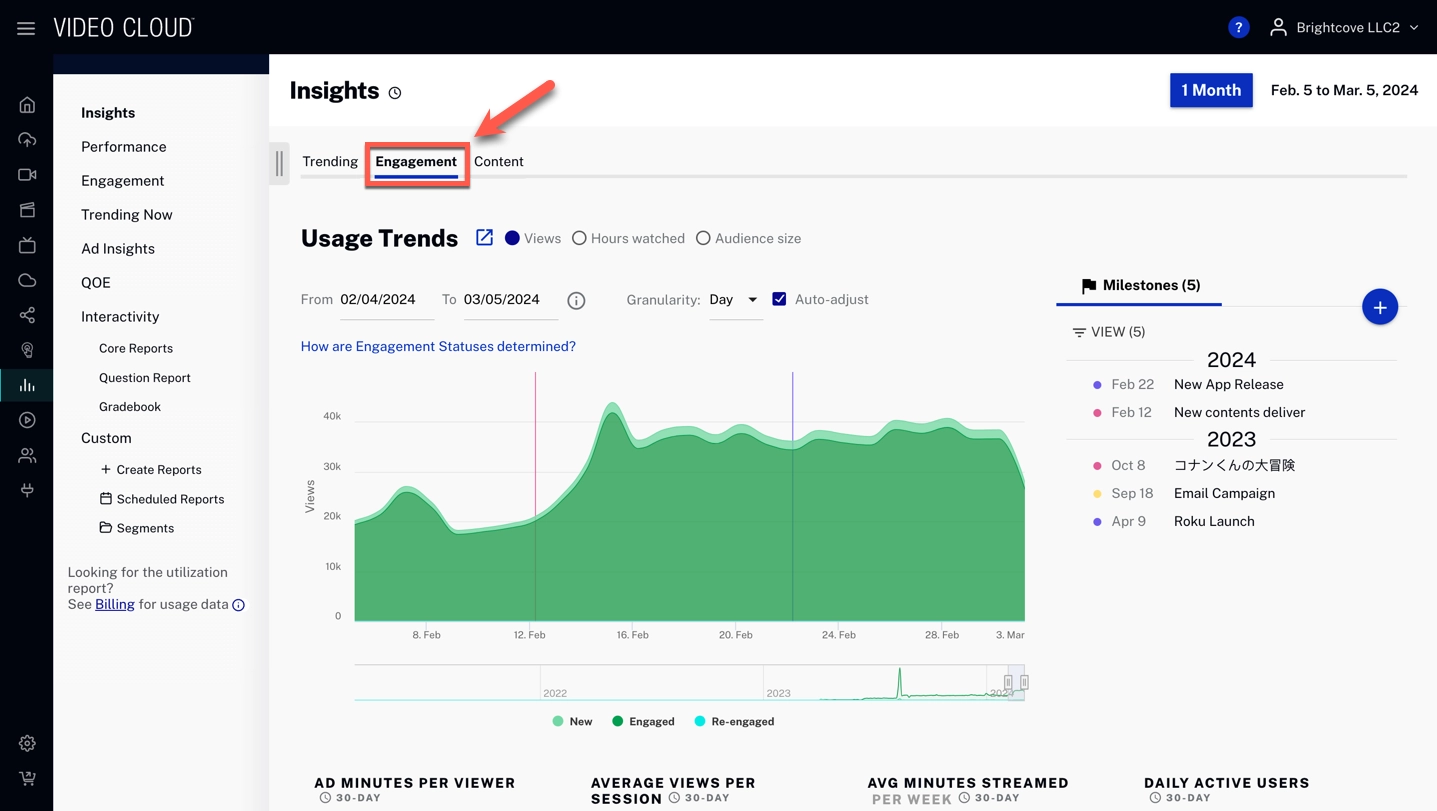 VIDEO CLOUD
?
Brightcove LLC2
Insights
Performance
Engagement
Trending Now
Ad Insights
QOE
Interactivity
Core Reports
Question Report
Gradebook
Custom
Create Reports
Scheduled Reports
Segments
Looking for the utilization
report?
See Billing for usage data
Insights
1 Month
Feb. 5 to Mar. 5, 2024
Trending Engagement Content
Usage Trends Views Hours watched Audience size
From 02/04/2024 To 03/05/2024 Granularity: Day Auto-adjust
How are Engagement Statuses determined?
Views
40k
30k
20k
10k
0
8. Feb 12. Feb 16. Feb 20. Feb 24. Feb 28. Feb 3. Mar
2022 2023 2024
New Engaged Re-engaged
Milestones (5)
VIEW (5)
2024
Feb 22 New App Release
Feb 12 New contents deliver
2023
Oct 8 コナンくんの大冒険
Sep 18 Email Campaign
Apr 9 Roku Launch
AD MINUTES PER VIEWER
30-DAY
AVERAGE VIEWS PER
SESSION 30-DAY
AVG MINUTES STREAMED
PER WEEK 30-DAY
DAILY ACTIVE USERS
30-DAY